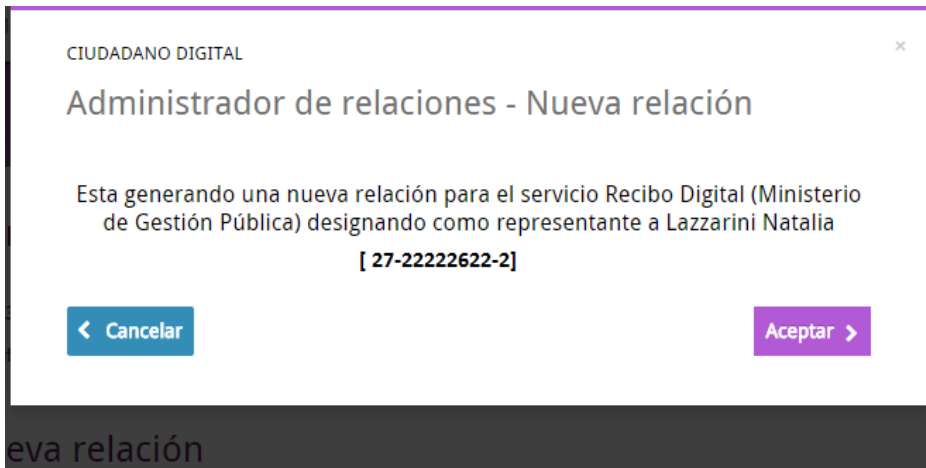 CIUDADANO DIGITAL
×
Administrador de relaciones - Nueva relación
Esta generando una nueva relación para el servicio Recibo Digital (Ministerio
de Gestión Pública) designando como representante a Lazzarini Natalia
[ 27-22222622-2]
Cancelar
Aceptar
eva relación